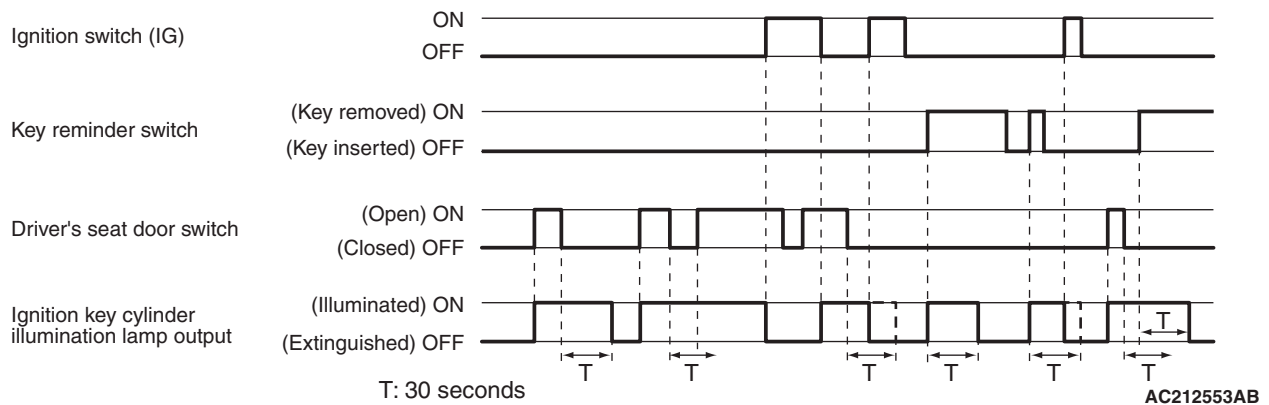 Ignition switch (IG)
ON
OFF
Key reminder switch
(Key removed) ON
(Key inserted) OFF
Driver's seat door switch
(Open) ON
(Closed) OFF
Ignition key cylinder
illumination lamp output
(Illuminated) ON
(Extinguished) OFF
T
T
T
T
T
T
T
T: 30 seconds
AC212553AB